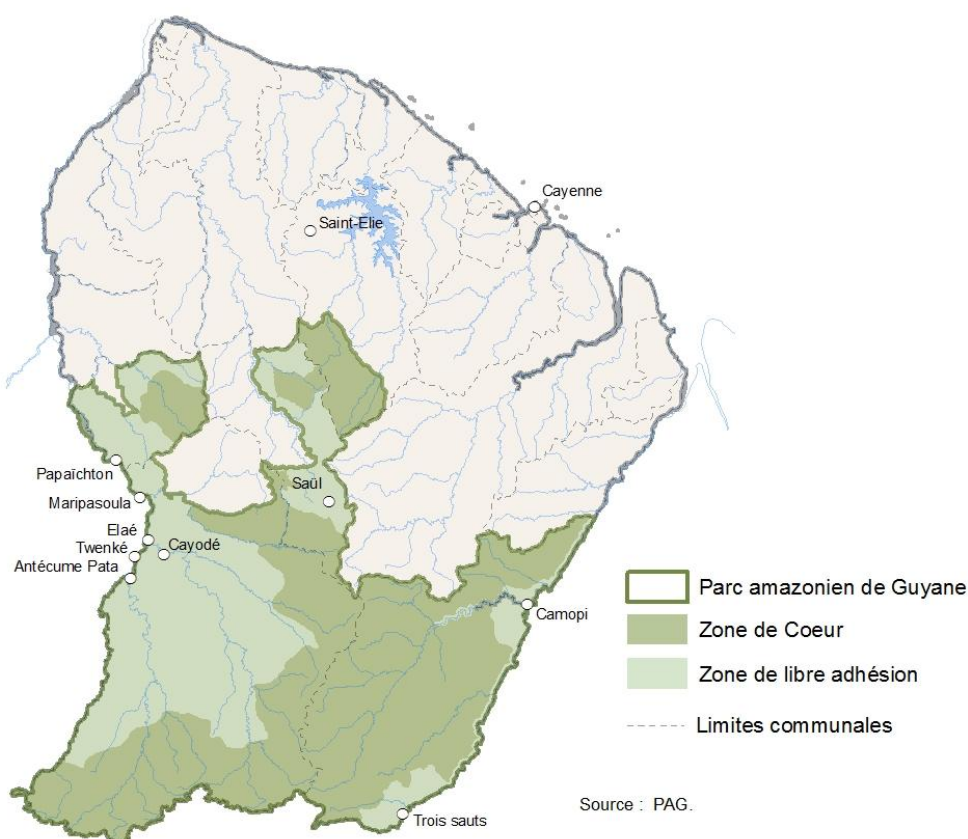 Cayenne
Saint-Elie
Papaïchton
Saül
Maripasoula
Elaé
Twenké
Cayodé
Antécume Pata
Camopi
Trois sauts
Parc amazonien de Guyane
Zone de Coeur
Zone de libre adhésion
Limites communales
Source : PAG.